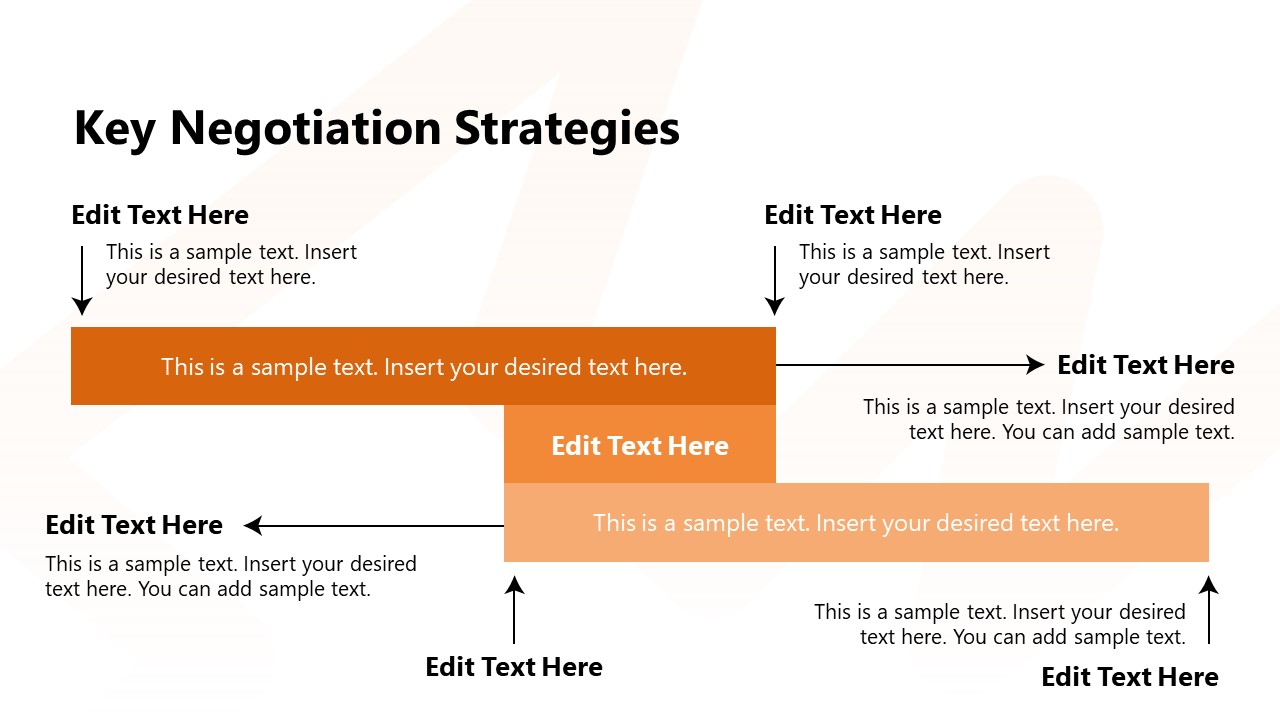 Key Negotiation Strategies
Edit Text Here
This is a sample text. Insert
your desired text here.
Edit Text Here
This is a sample text. Insert
your desired text here.
This is a sample text. Insert your desired text here.
Edit Text Here
This is a sample text. Insert your desired
text here. You can add sample text.
Edit Text Here
This is a sample text. Insert your desired text here.
Edit Text Here
This is a sample text. Insert your desired
text here. You can add sample text.
Edit Text Here
This is a sample text. Insert your desired
text here. You can add sample text.
Edit Text Here